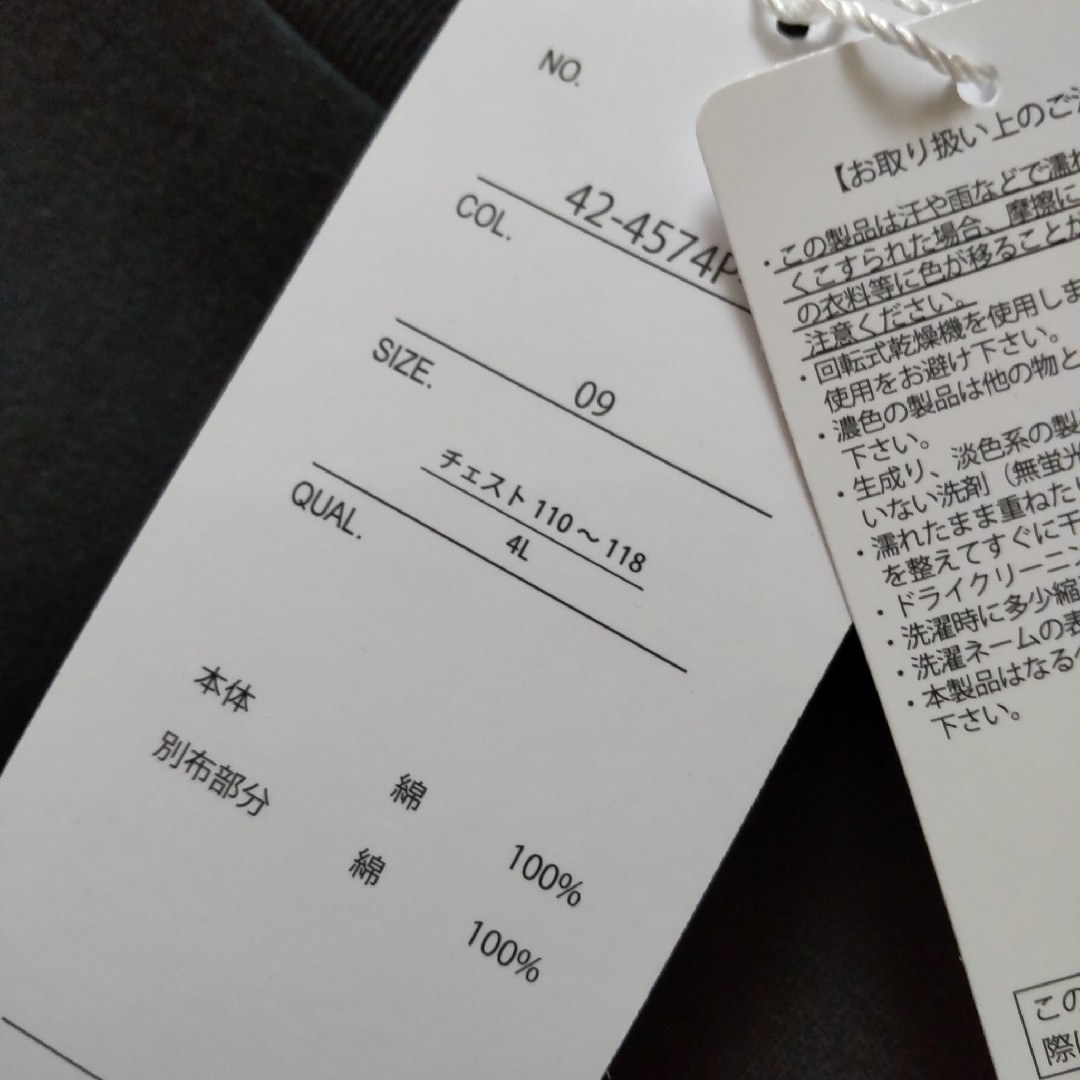 NO.
42-4574P
COL.
09
SIZE.
チェスト 110 ～ 118
4L
QUAL.
本体
綿
100%
別布部分
綿
100%
【お取り扱い上のご
・この製品は汗や雨などで濡れ
くこすられた場合、摩擦に
の衣料等に色が移ることが
注意ください。
・回転式乾燥機を使用しま
使用をお避け下さい。
・濃色の製品は他の物と
下さい。
・生成り、淡色系の製
いない洗剤（無蛍光
・濡れたまま重ねたり
を整えてすぐに干
・ドライクリーニン
・洗濯時に多少縮
・洗濯ネームの表
・本製品はなるべ
下さい。
この
際に